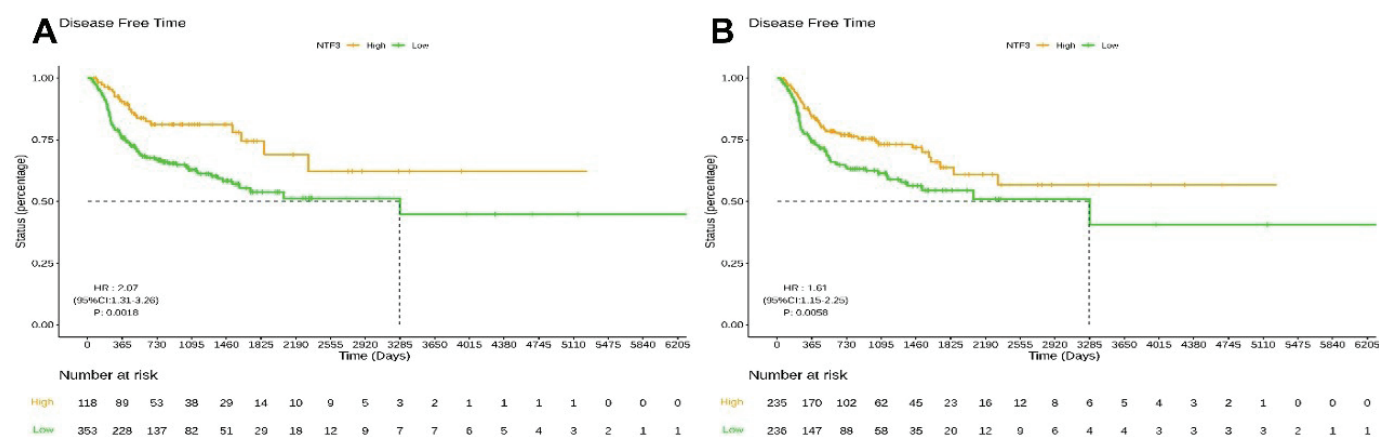 A Disease Free Time
NTF3 High Low
1.00
0.75
0.50
0.25
0.00
Status (percentage)
HR : 2.07
(95%CI:1.31-3.26)
P: 0.0018
0 365 730 1095 1460 1825 2190 2555 2920 3285 3650 4015 4380 4745 5110 5475 5840 6205
Time (Days)
Number at risk
High 118 89 53 38 29 14 10 9 5 3 2 1 1 1 1 0 0 0
Low 353 228 137 82 51 29 18 12 9 7 7 6 5 4 3 2 1 1
B Disease Free Time
NTF3 High Low
1.00
0.75
0.50
0.25
0.00
Status (percentage)
HR : 1.61
(95%CI:1.15-2.25)
P: 0.0058
0 365 730 1095 1460 1825 2190 2555 2920 3285 3650 4015 4380 4745 5110 5475 5840 6205
Time (Days)
Number at risk
High 235 170 102 62 45 23 16 12 8 6 5 4 3 2 1 0 0 0
Low 236 147 88 58 35 20 12 9 6 4 4 3 3 3 3 2 1 1